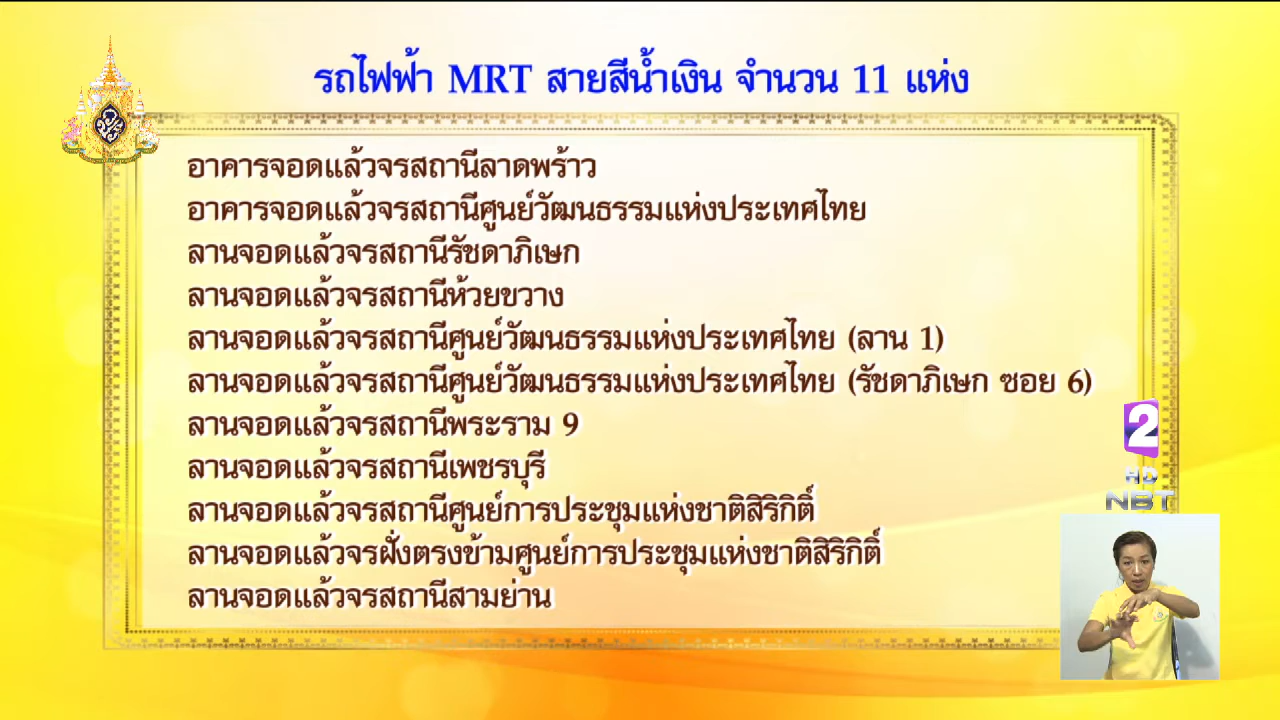 รถไฟฟ้า MRT สายสีน้ำเงิน จำนวน 11 แห่ง
อาคารจอดแล้วจรสถานีลาดพร้าว
อาคารจอดแล้วจรสถานีศูนย์วัฒนธรรมแห่งประเทศไทย
ลานจอดแล้วจรสถานีรัชดาภิเษก
ลานจอดแล้วจรสถานีห้วยขวาง
ลานจอดแล้วจรสถานีศูนย์วัฒนธรรมแห่งประเทศไทย (ลาน 1)
ลานจอดแล้วจรสถานีศูนย์วัฒนธรรมแห่งประเทศไทย (รัชดาภิเษก ซอย 6)
ลานจอดแล้วจรสถานีพระราม 9
ลานจอดแล้วจรสถานีเพชรบุรี
ลานจอดแล้วจรสถานีศูนย์การประชุมแห่งชาติสิริกิติ์
ลานจอดแล้วจรฝั่งตรงข้ามศูนย์การประชุมแห่งชาติสิริกิติ์
ลานจอดแล้วจรสถานีสามย่าน
2
HD
NBT